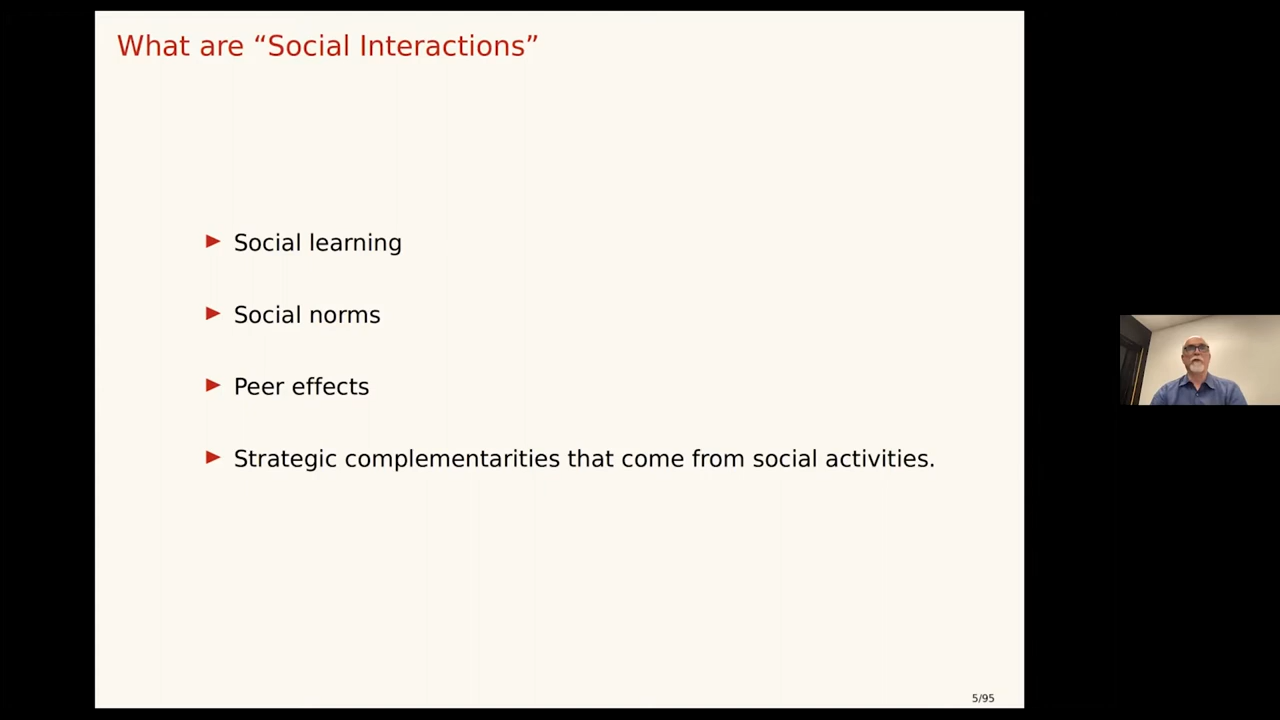 What are “Social Interactions”
► Social learning
► Social norms
► Peer effects
► Strategic complementarities that come from social activities.
5/95